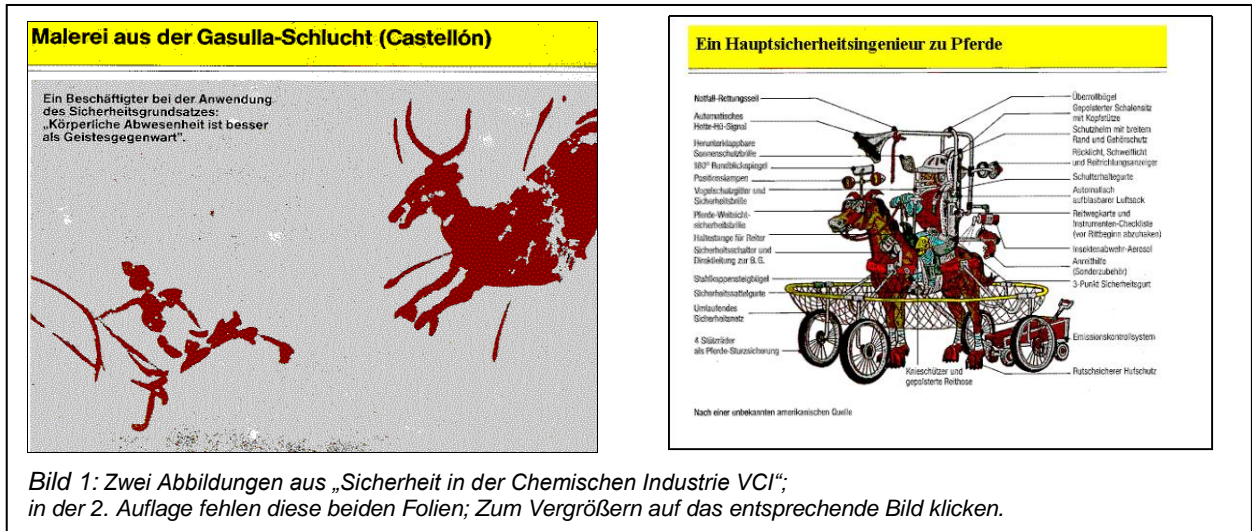 Malerei aus der Gasulla-Schlucht (Castellón)
Ein Beschäftigter bei der Anwendung
des Sicherheitsgrundsatzes:
„Körperliche Abwesenheit ist besser
als Geistesgegenwart”.
Ein Hauptsicherheitsingenieur zu Pferde
Notfall-Rettungsseil
Automatisches
Hotte-Hü-Signal
Herunterklappbare
Sonnenschutzbrille
180° Rundblickspiegel
Positionslampen
Vogelschutzgitter und
Sicherheitsbrille
Pferde-Weitsicht-
sicherheitsbrille
Haltestange für Reiter
Sicherheitsschalter und
Direktleitung zur B.G.
Stahlkappensteigbügel
Sicherheitssattelgurte
Umlaufendes
Sicherheitsnetz
4 Stützräder
als Pferde-Sturzsicherung
Überrollbügel
Gepolsterter Schalensitz
mit Kopfstütze
Schutzhelm mit breitem
Rand und Gehörschutz
Rücklicht, Schweiflicht
und Reitrichtungsanzeiger
Schulterhaltegurte
Automatisch
aufblasbarer Luftsack
Reitwegkarte und
Instrumenten-Checkliste
(vor Rittbeginn abzuhaken)
Insektenabwehr-Aerosol
Anreithilfe
(Sonderzubehör)
3-Punkt Sicherheitsgurt
Emissionskontrollsystem
Rutschsicherer Hufschutz
Knieschützer und
gepolsterte Reithose
Nach einer unbekannten amerikanischen Quelle
Bild 1: Zwei Abbildungen aus „Sicherheit in der Chemischen Industrie VCI“;
in der 2. Auflage fehlen diese beiden Folien; Zum Vergrößern auf das entsprechende Bild klicken.